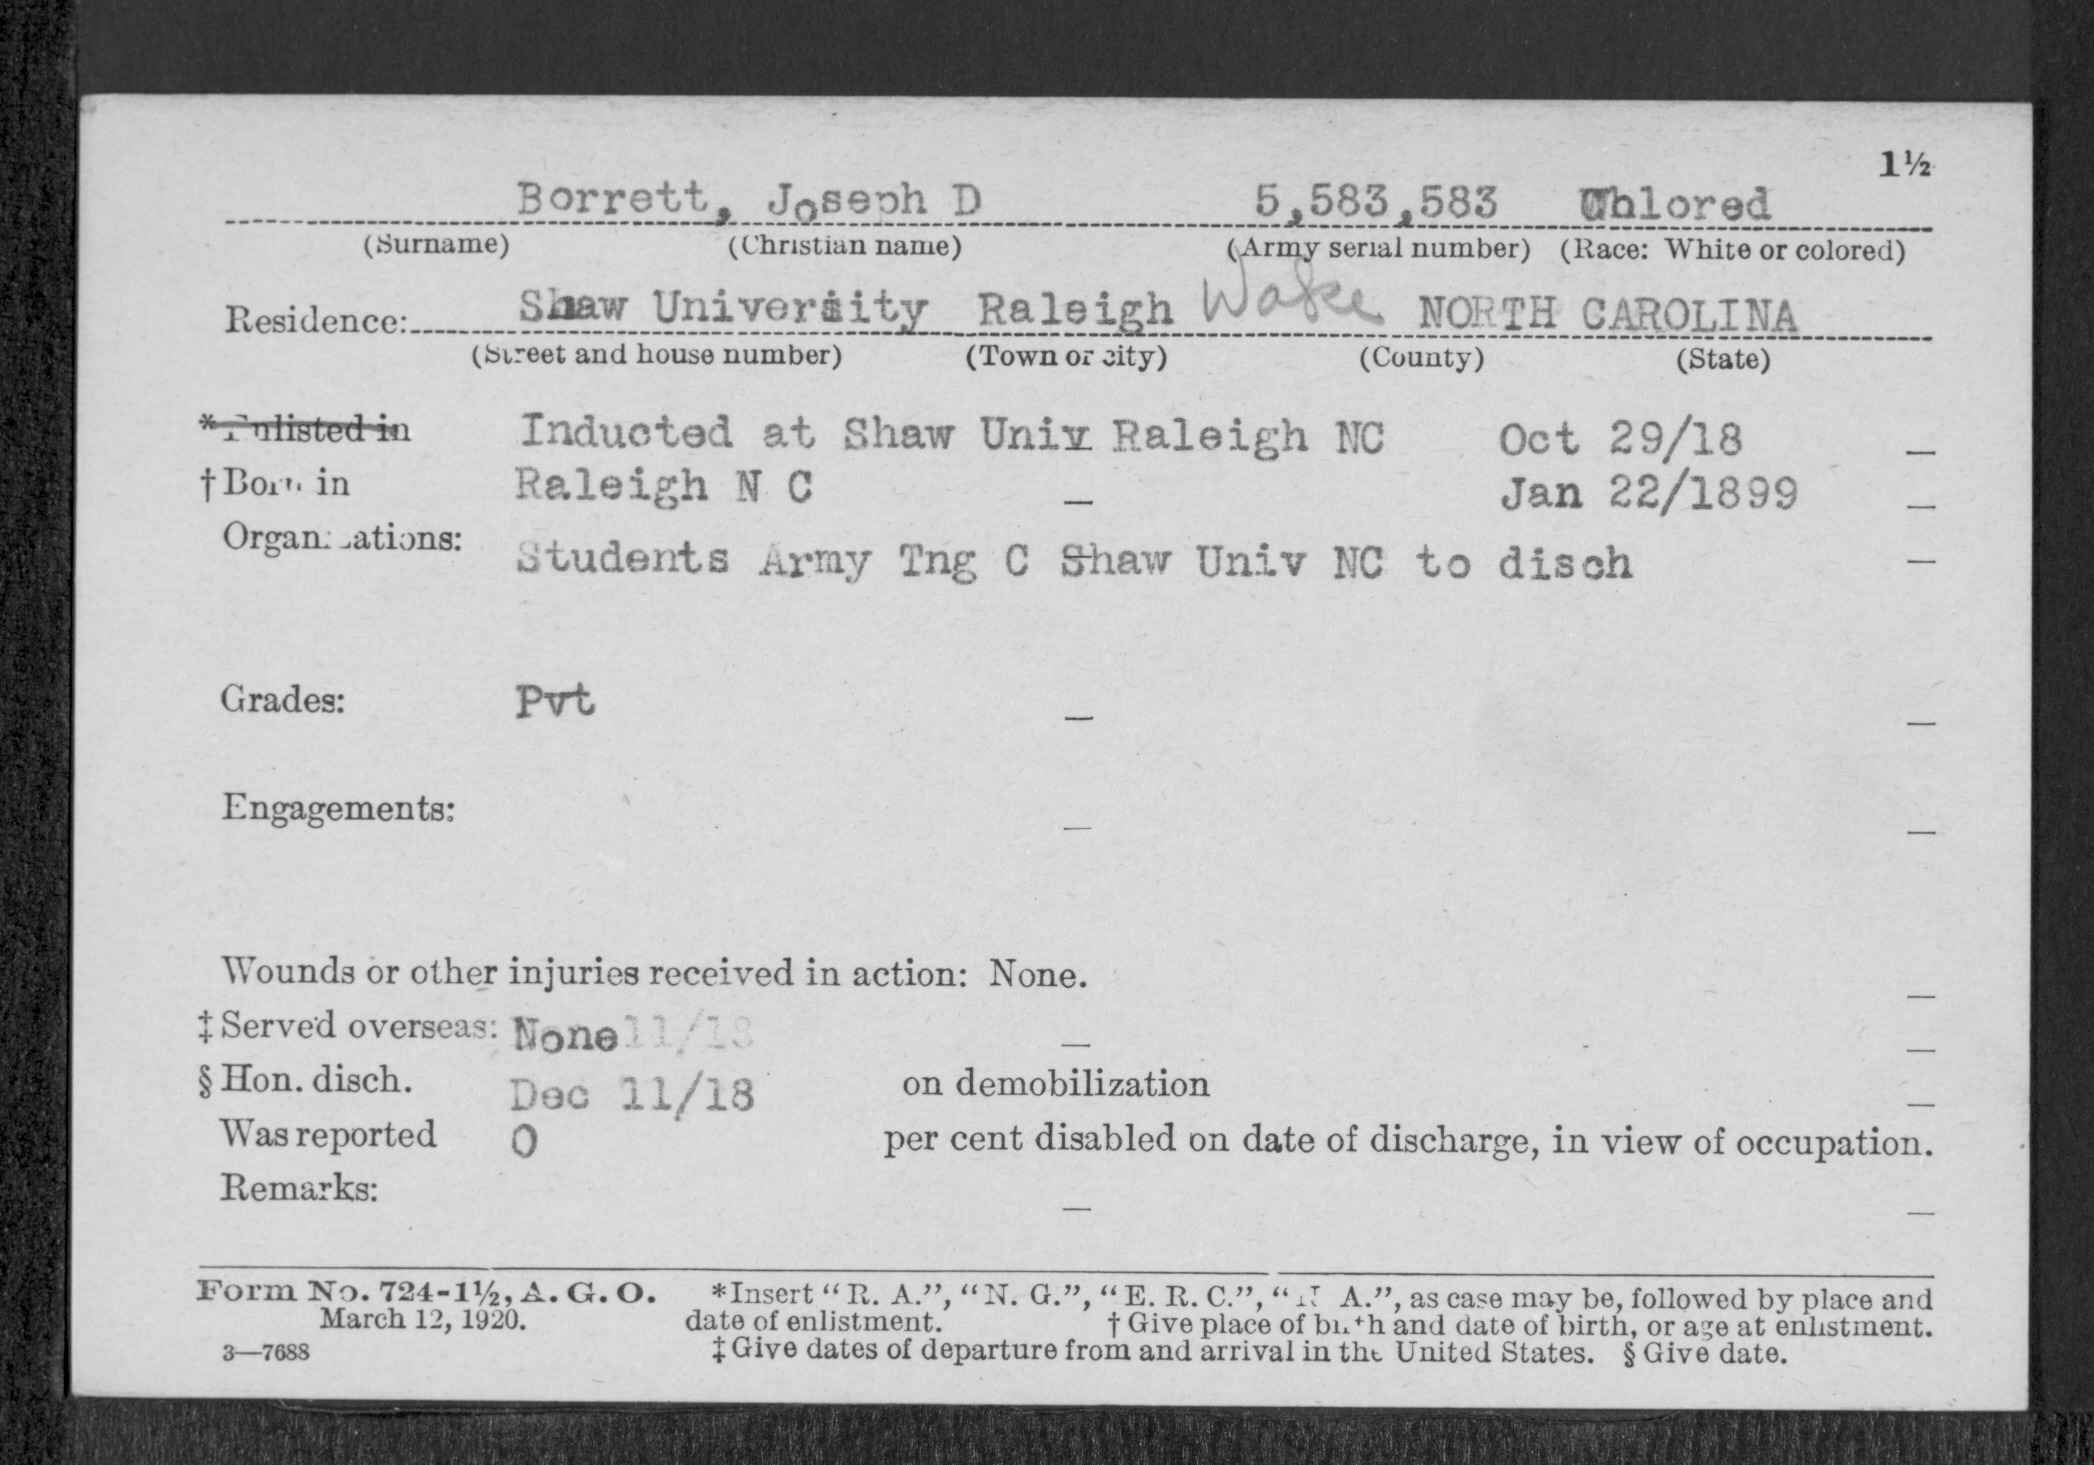 1½
Borrett, Joseph D 5,583,583 Colored
(Surname) (Christian name) (Army serial number) (Race: White or colored)
Residence: Shaw University Raleigh Wake NORTH CAROLINA
(Street and house number) (Town or city) (County) (State)
*Enlisted in Inducted at Shaw Univ Raleigh NC Oct 29/18 —
†Born in Raleigh N C — Jan 22/1899 —
Organizations: Students Army Tng C Shaw Univ NC to disch —
Grades: Pvt — —
Engagements: — —
Wounds or other injuries received in action: None. —
‡Served overseas: None 11/18 — —
§Hon. disch. Dec 11/18 on demobilization —
Was reported 0 per cent disabled on date of discharge, in view of occupation.
Remarks: — —
Form No. 724-1½, A. G. O. *Insert "R. A.", "N. G.", "E. R. C.", "N A.", as case may be, followed by place and
March 12, 1920. date of enlistment. †Give place of birth and date of birth, or age at enlistment.
3—7688 ‡Give dates of departure from and arrival in the United States. §Give date.